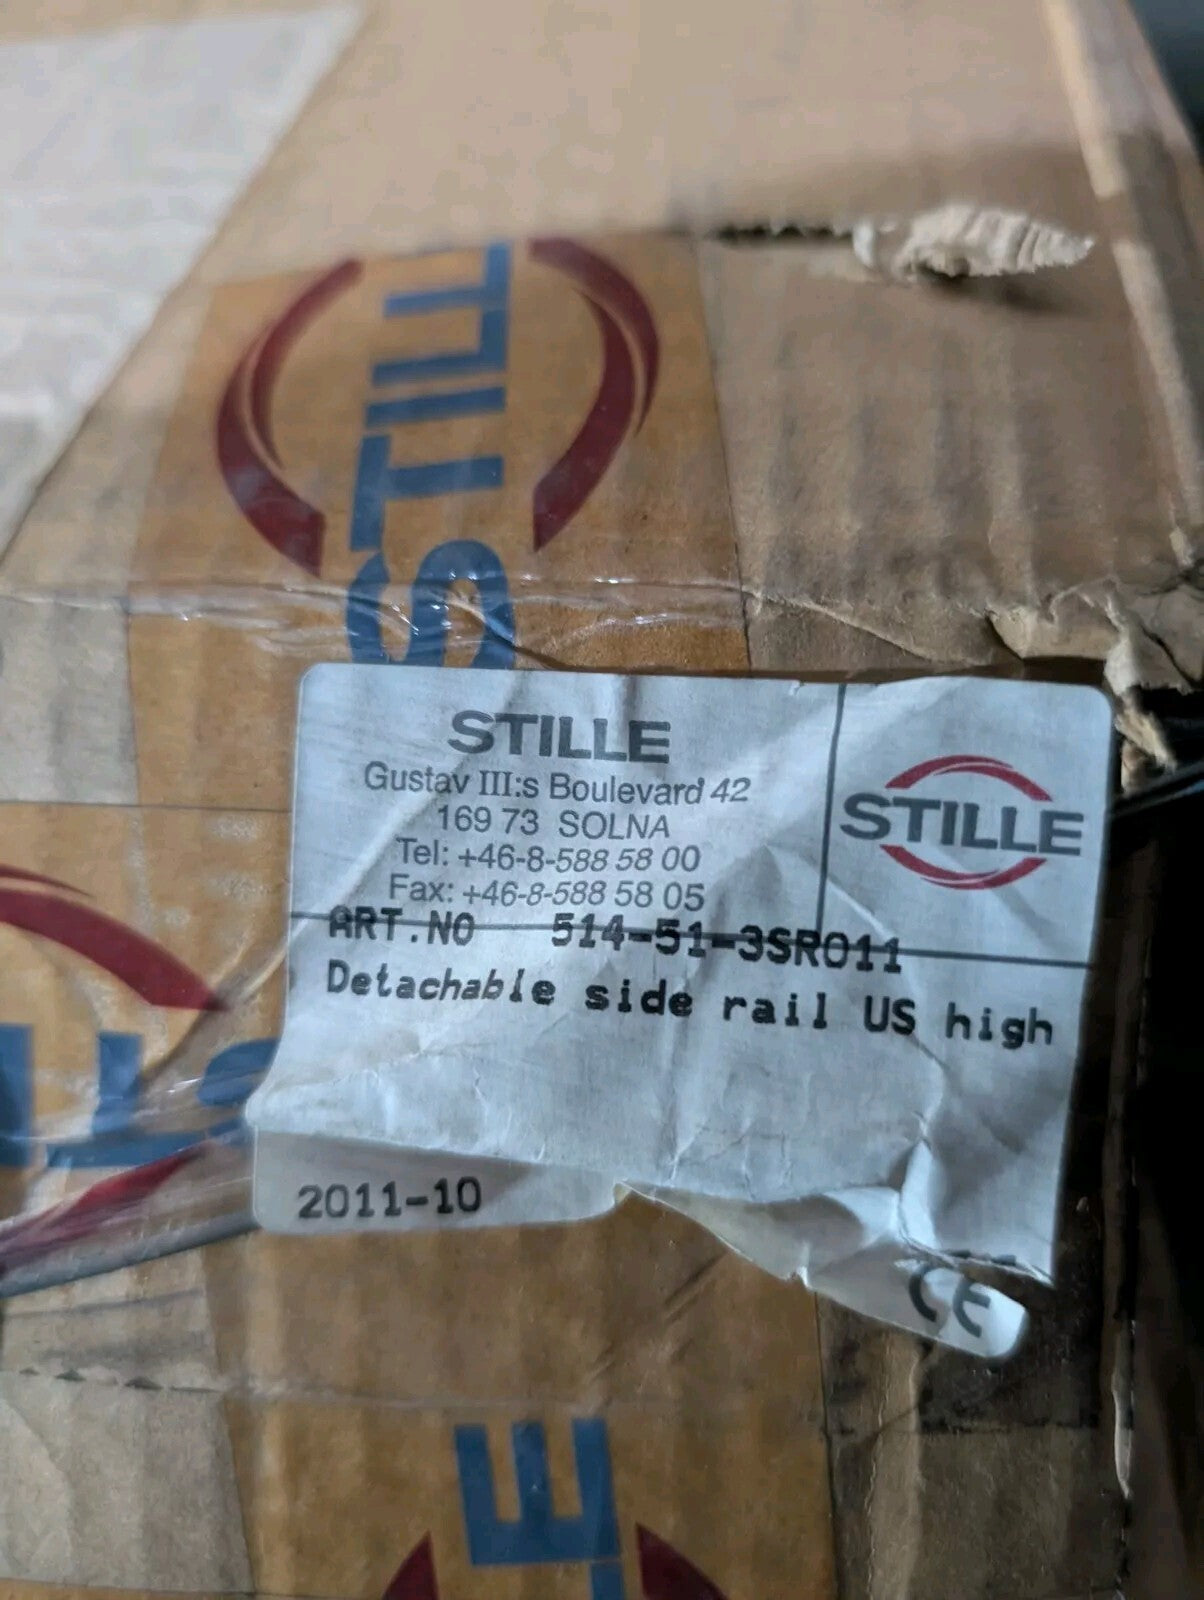 STILLE
STILLE
Gustav III:s Boulevard 42
169 73 SOLNA
Tel: +46-8-588 58 00
Fax: +46-8-588 58 05
STILLE
ART.NO 514-51-3SR011
Detachable side rail US high
2011-10
CE